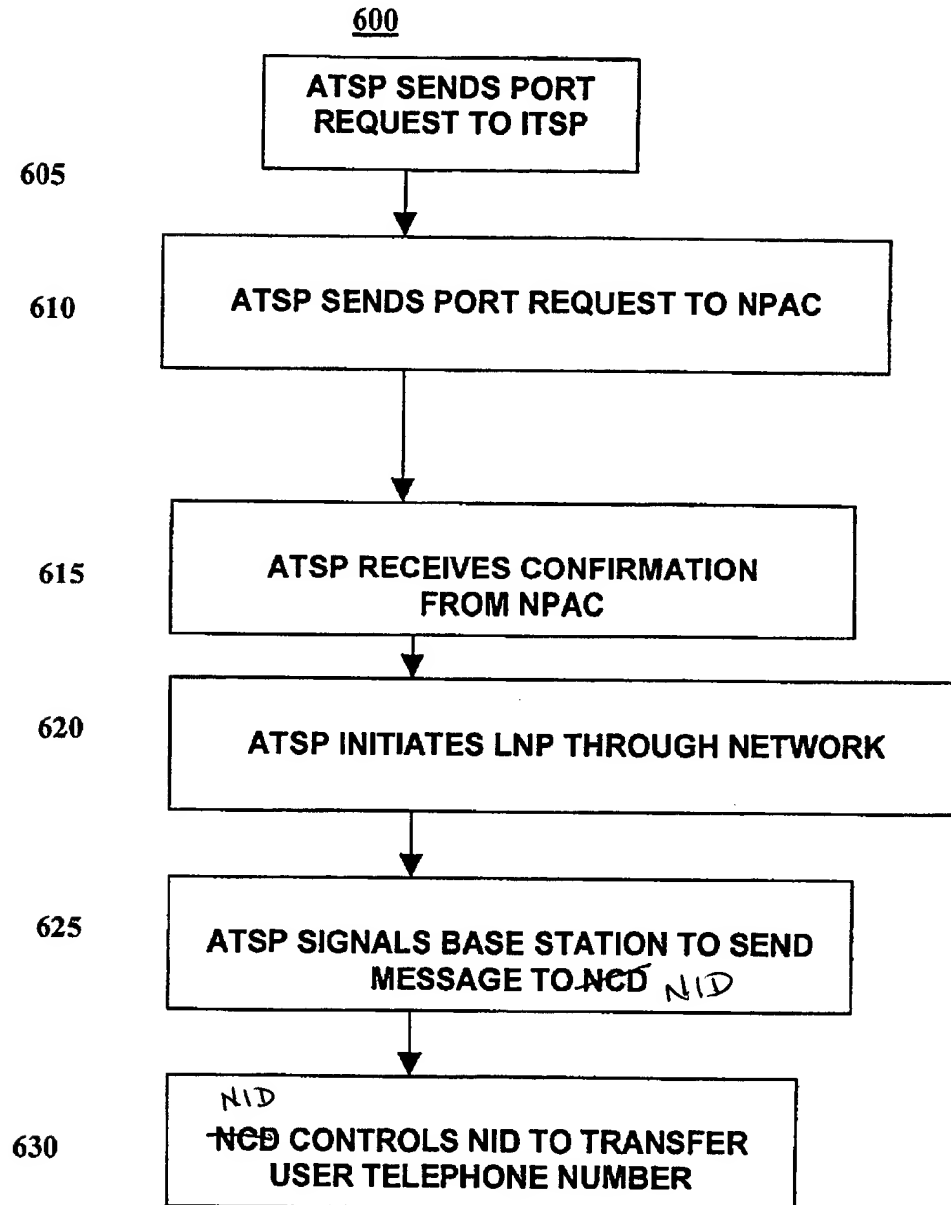 600
ATSP SENDS PORT
REQUEST TO ITSP
605
ATSP SENDS PORT REQUEST TO NPAC
610
ATSP RECEIVES CONFIRMATION
FROM NPAC
615
ATSP INITIATES LNP THROUGH NETWORK
620
ATSP SIGNALS BASE STATION TO SEND
MESSAGE TO NCD NID
625
NID
NCD CONTROLS NID TO TRANSFER
USER TELEPHONE NUMBER
630